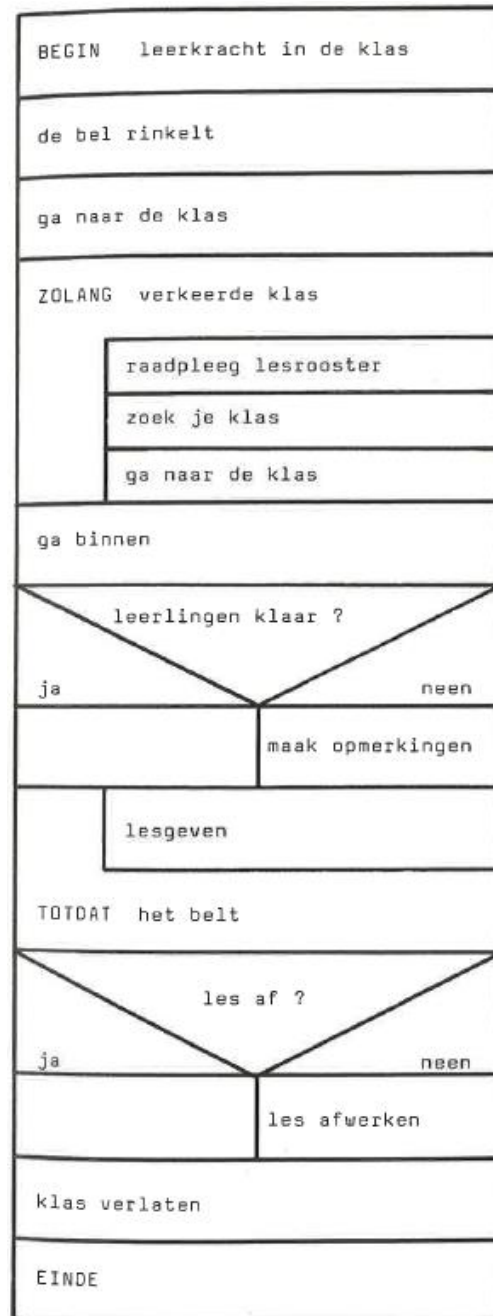 BEGIN leerkracht in de klas
de bel rinkelt
ga naar de klas
ZOLANG verkeerde klas
raadpleeg lesrooster
zoek je klas
ga naar de klas
ga binnen
leerlingen klaar ?
ja neen
maak opmerkingen
lesgeven
TOTDAT het belt
les af ?
ja neen
les afwerken
klas verlaten
EINDE